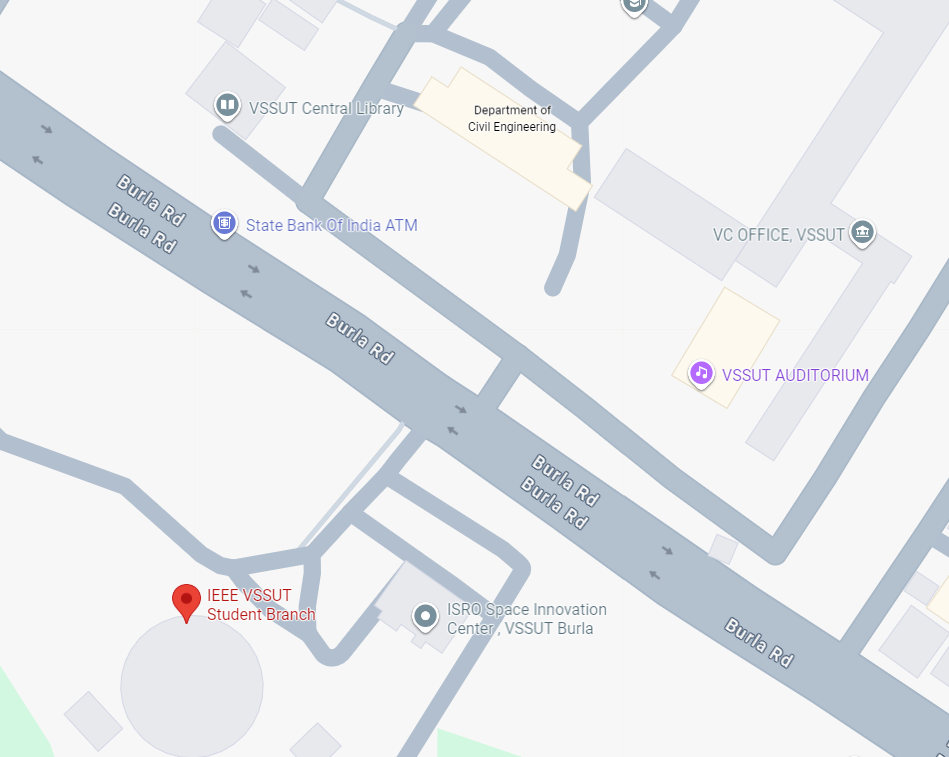 VSSUT Central Library
Department of
Civil Engineering
Burla Rd
Burla Rd
State Bank Of India ATM
VC OFFICE, VSSUT
Burla Rd
VSSUT AUDITORIUM
Burla Rd
Burla Rd
IEEE VSSUT
Student Branch
ISRO Space Innovation
Center , VSSUT Burla
Burla Rd